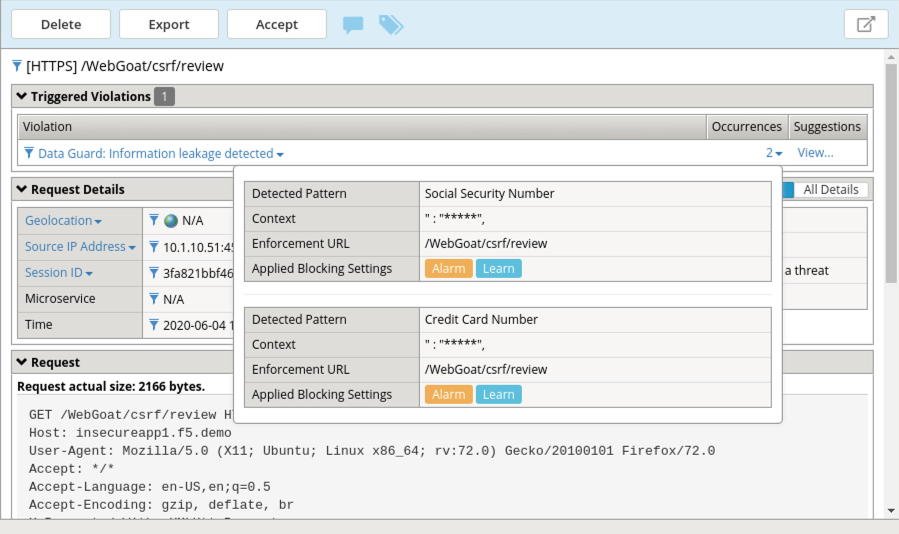 Delete Export Accept
[HTTPS] /WebGoat/csrf/review
Triggered Violations 1
Violation Occurrences Suggestions
Data Guard: Information leakage detected 2 View...
Request Details All Details
Detected Pattern Social Security Number
Context " : "*****",
Enforcement URL /WebGoat/csrf/review
Applied Blocking Settings Alarm Learn
Detected Pattern Credit Card Number
Context " : "*****",
Enforcement URL /WebGoat/csrf/review
Applied Blocking Settings Alarm Learn
Geolocation N/A
Source IP Address 10.1.10.51:45
Session ID 3fa821bbf46 a threat
Microservice N/A
Time 2020-06-04 1
Request
Request actual size: 2166 bytes.
GET /WebGoat/csrf/review
Host: insecureapp1.f5.demo
User-Agent: Mozilla/5.0 (X11; Ubuntu; Linux x86_64; rv:72.0) Gecko/20100101 Firefox/72.0
Accept: */*
Accept-Language: en-US,en;q=0.5
Accept-Encoding: gzip, deflate, br